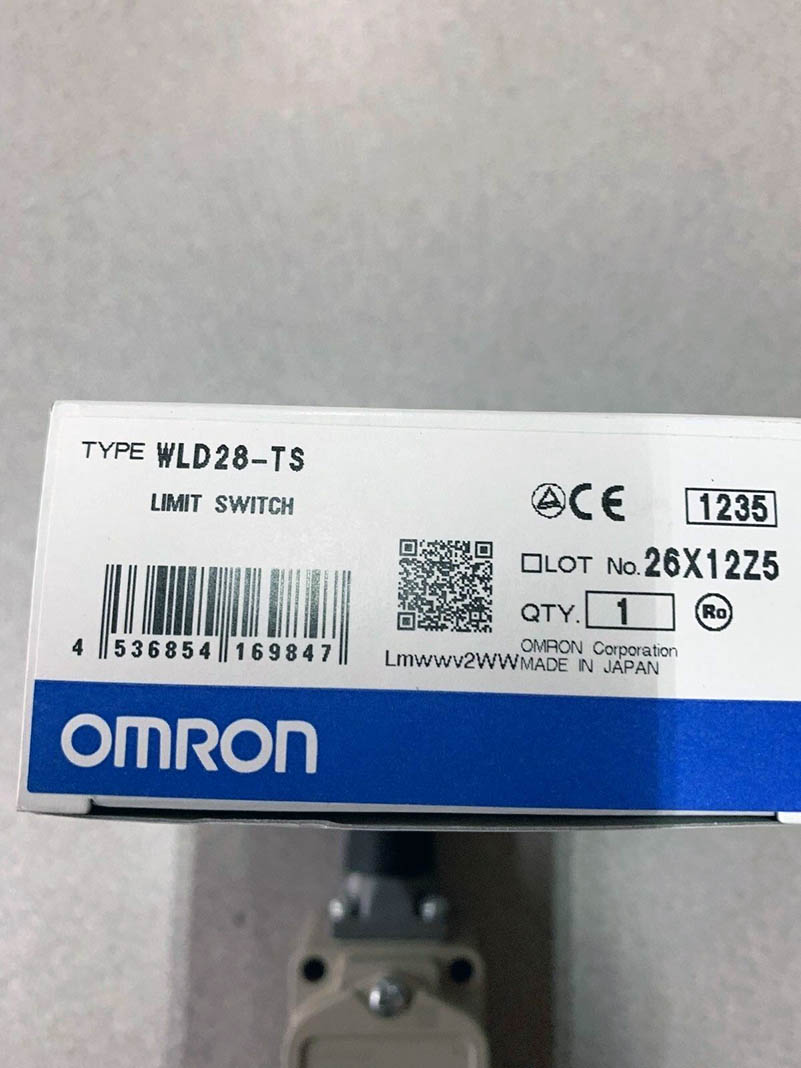 TYPE WLD28-TS
LIMIT SWITCH
CE 1235
LOT No. 26X12Z5
QTY. 1 Ro
4 536854 169847
Lmwwv2WW
OMRON Corporation
MADE IN JAPAN
OMRON